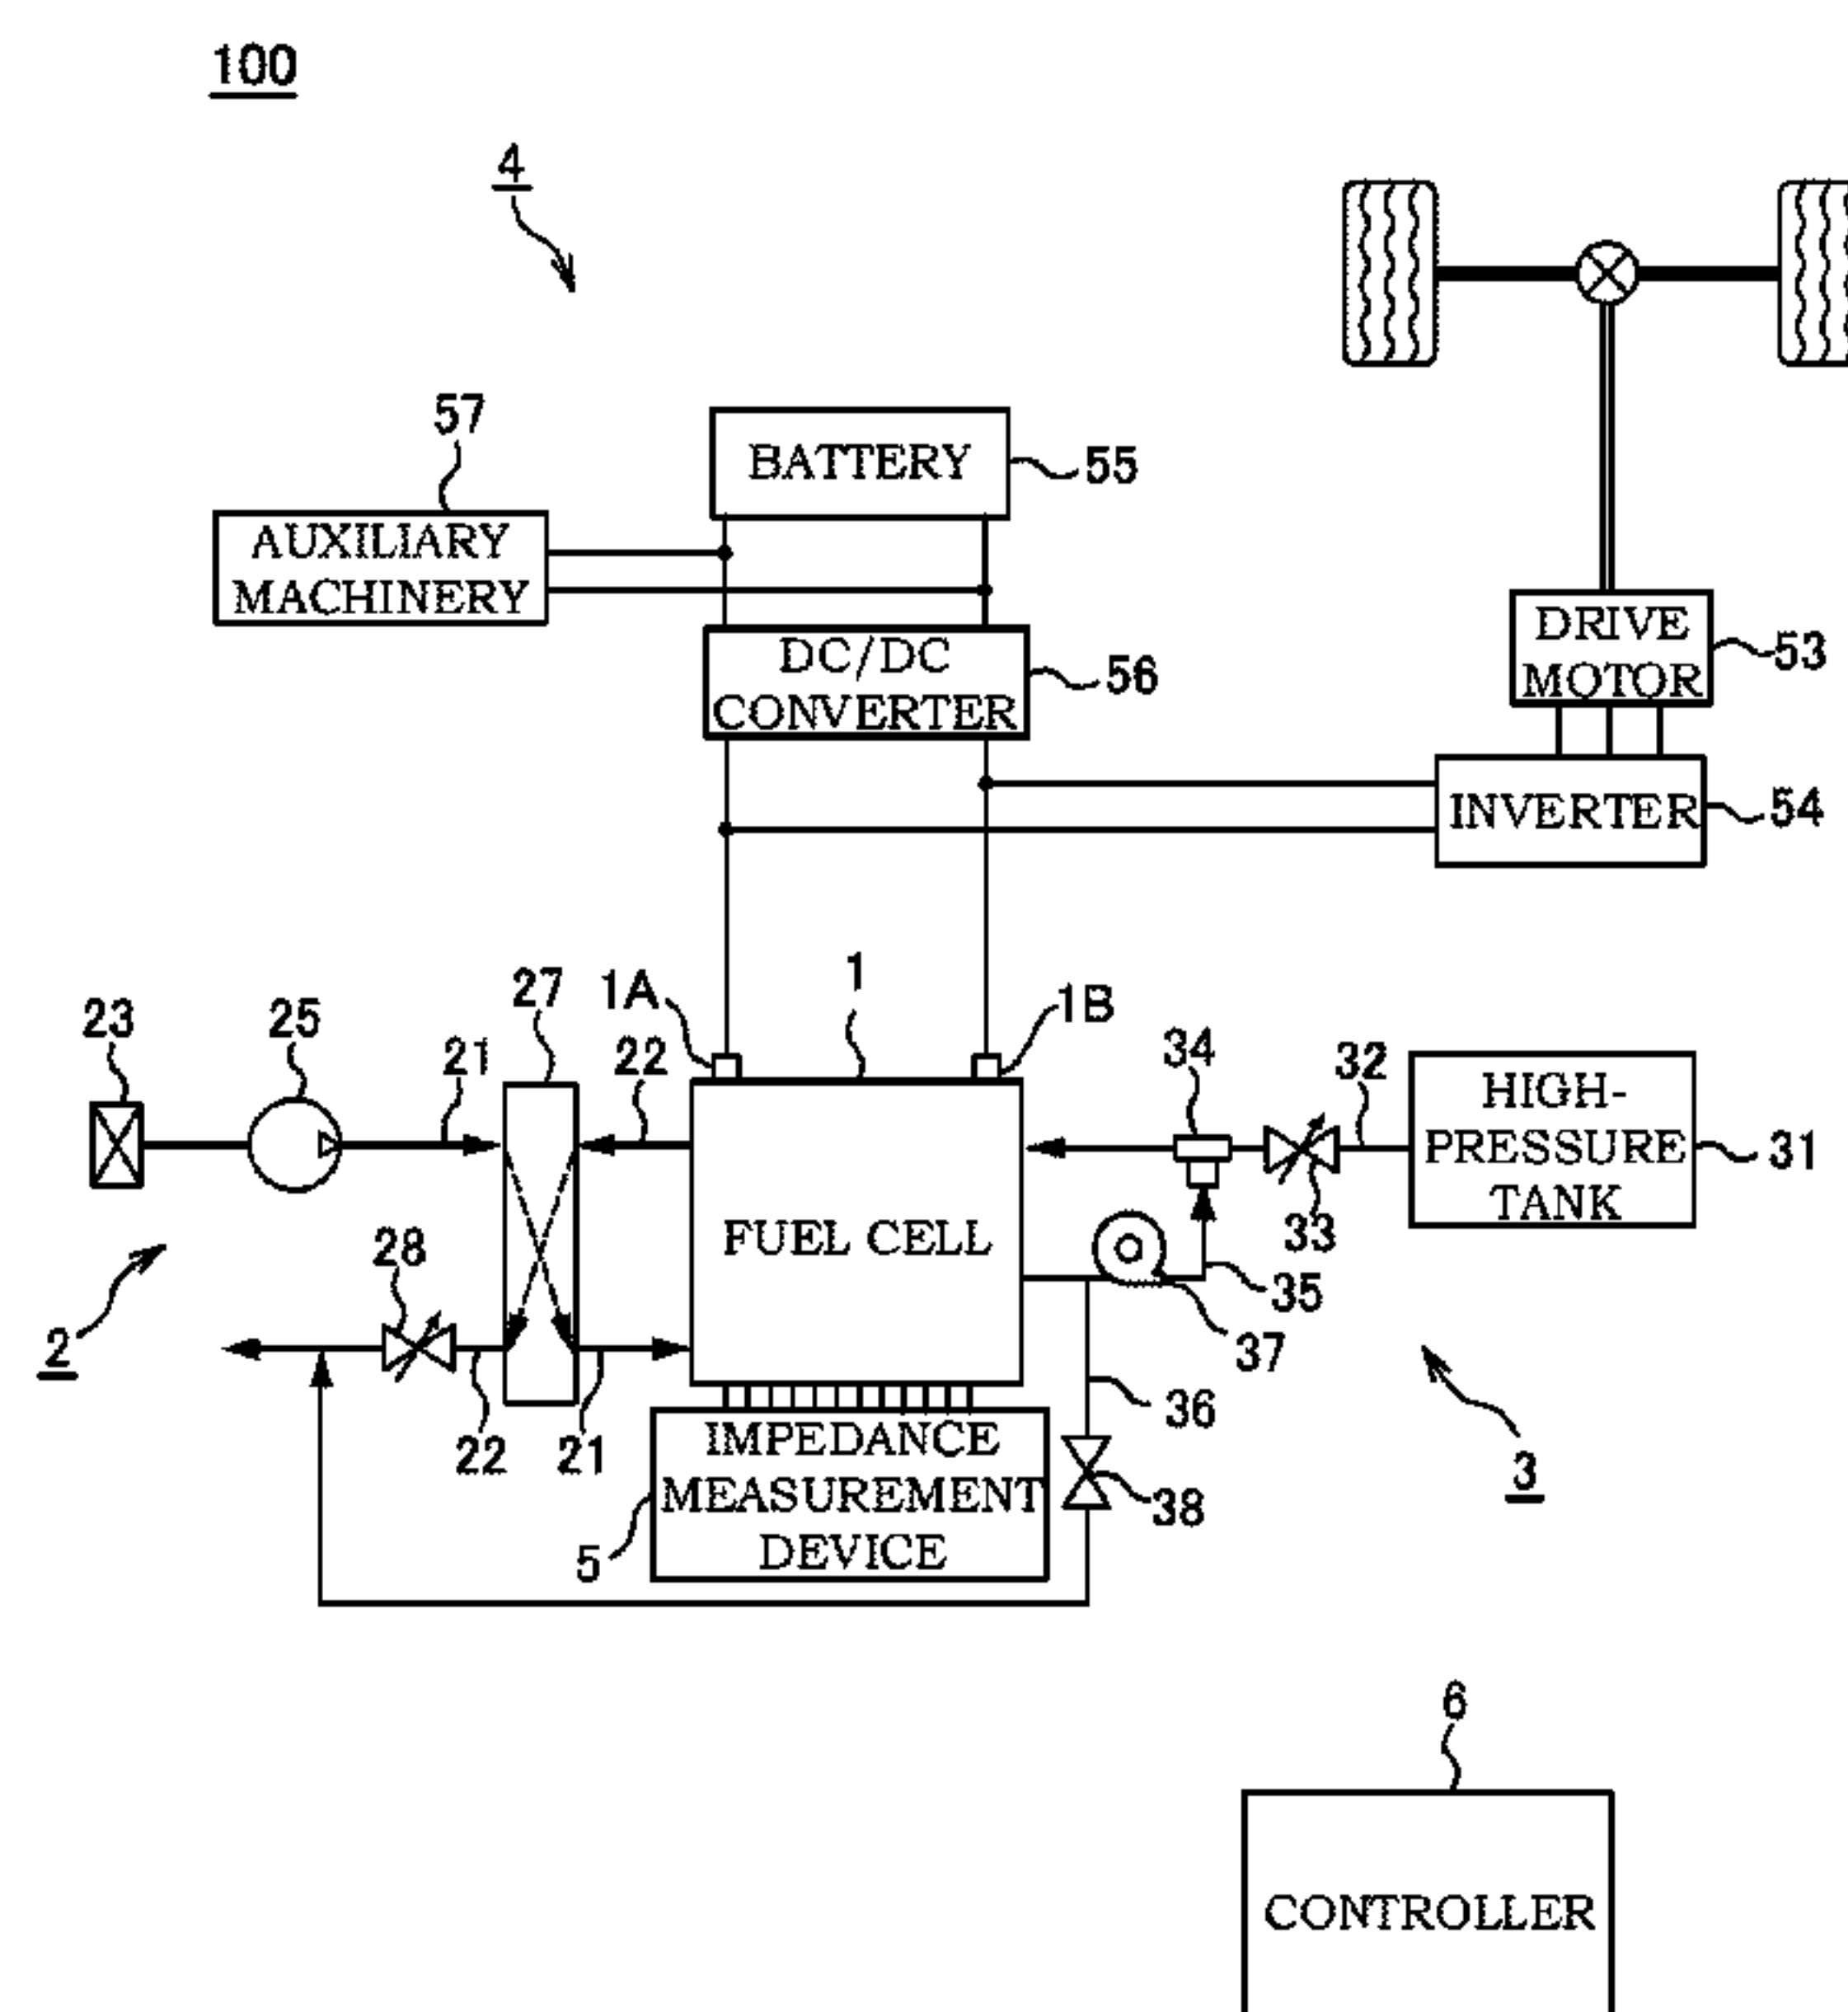 100
4
57
BATTERY
55
AUXILIARY
MACHINERY
DC/DC
CONVERTER
56
DRIVE
MOTOR
53
INVERTER
54
23
25
21
27
22
1A
1
1B
34
32
HIGH-
PRESSURE
TANK
31
33
FUEL CELL
28
35
37
2
22
21
36
38
3
IMPEDANCE
MEASUREMENT
DEVICE
5
6
CONTROLLER